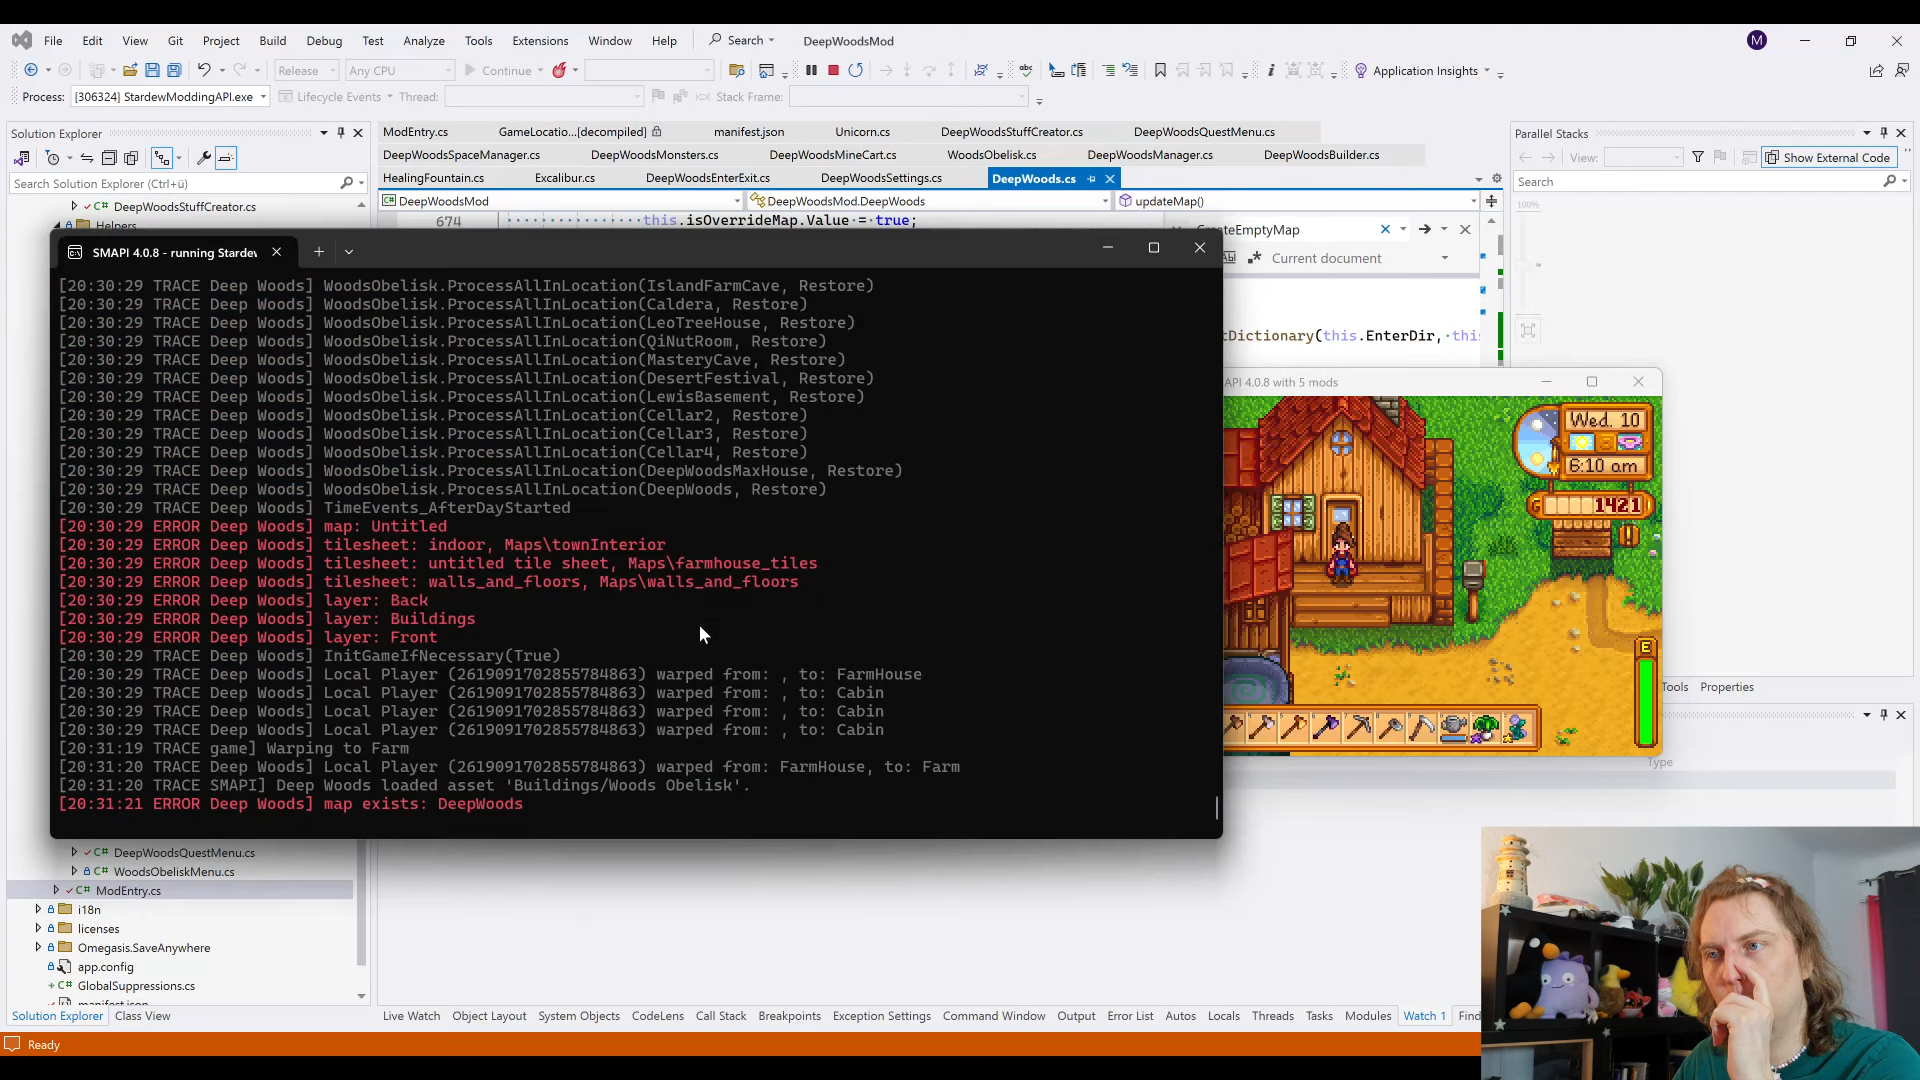 File Edit View Git Project Build Debug Test Analyze Tools Extensions Window Help Search DeepWoodsMod M
Release Any CPU Continue Application Insights
Process: [306324] StardewModdingAPI.exe Lifecycle Events Thread: Stack Frame:
Solution Explorer
Search Solution Explorer (Ctrl+ü)
DeepWoodsStuffCreator.cs
Helpers
ModEntry.cs GameLocatio...[decompiled] manifest.json Unicorn.cs DeepWoodsStuffCreator.cs DeepWoodsQuestMenu.cs
DeepWoodsSpaceManager.cs DeepWoodsMonsters.cs DeepWoodsMineCart.cs WoodsObelisk.cs DeepWoodsManager.cs DeepWoodsBuilder.cs
HealingFountain.cs Excalibur.cs DeepWoodsEnterExit.cs DeepWoodsSettings.cs DeepWoods.cs
DeepWoodsMod DeepWoodsMod.DeepWoods updateMap()
674 this.isOverrideMap.Value = true;
reateEmptyMap
Current document
tDictionary(this.EnterDir, thi
Parallel Stacks
View: Show External Code
Search
100%
SMAPI 4.0.8 - running Stardew
[20:30:29 TRACE Deep Woods] WoodsObelisk.ProcessAllInLocation(IslandFarmCave, Restore)
[20:30:29 TRACE Deep Woods] WoodsObelisk.ProcessAllInLocation(Caldera, Restore)
[20:30:29 TRACE Deep Woods] WoodsObelisk.ProcessAllInLocation(LeoTreeHouse, Restore)
[20:30:29 TRACE Deep Woods] WoodsObelisk.ProcessAllInLocation(QiNutRoom, Restore)
[20:30:29 TRACE Deep Woods] WoodsObelisk.ProcessAllInLocation(MasteryCave, Restore)
[20:30:29 TRACE Deep Woods] WoodsObelisk.ProcessAllInLocation(DesertFestival, Restore)
[20:30:29 TRACE Deep Woods] WoodsObelisk.ProcessAllInLocation(LewisBasement, Restore)
[20:30:29 TRACE Deep Woods] WoodsObelisk.ProcessAllInLocation(Cellar2, Restore)
[20:30:29 TRACE Deep Woods] WoodsObelisk.ProcessAllInLocation(Cellar3, Restore)
[20:30:29 TRACE Deep Woods] WoodsObelisk.ProcessAllInLocation(Cellar4, Restore)
[20:30:29 TRACE Deep Woods] WoodsObelisk.ProcessAllInLocation(DeepWoodsMaxHouse, Restore)
[20:30:29 TRACE Deep Woods] WoodsObelisk.ProcessAllInLocation(DeepWoods, Restore)
[20:30:29 TRACE Deep Woods] TimeEvents_AfterDayStarted
[20:30:29 ERROR Deep Woods] map: Untitled
[20:30:29 ERROR Deep Woods] tilesheet: indoor, Maps\townInterior
[20:30:29 ERROR Deep Woods] tilesheet: untitled tile sheet, Maps\farmhouse_tiles
[20:30:29 ERROR Deep Woods] tilesheet: walls_and_floors, Maps\walls_and_floors
[20:30:29 ERROR Deep Woods] layer: Back
[20:30:29 ERROR Deep Woods] layer: Buildings
[20:30:29 ERROR Deep Woods] layer: Front
[20:30:29 TRACE Deep Woods] InitGameIfNecessary(True)
[20:30:29 TRACE Deep Woods] Local Player (2619091702855784863) warped from: , to: FarmHouse
[20:30:29 TRACE Deep Woods] Local Player (2619091702855784863) warped from: , to: Cabin
[20:30:29 TRACE Deep Woods] Local Player (2619091702855784863) warped from: , to: Cabin
[20:30:29 TRACE Deep Woods] Local Player (2619091702855784863) warped from: , to: Cabin
[20:31:19 TRACE game] Warping to Farm
[20:31:20 TRACE Deep Woods] Local Player (2619091702855784863) warped from: FarmHouse, to: Farm
[20:31:20 TRACE SMAPI] Deep Woods loaded asset 'Buildings/Woods Obelisk'.
[20:31:21 ERROR Deep Woods] map exists: DeepWoods
API 4.0.8 with 5 mods
Wed. 10
6:10 am
G 1421
E
Tools Properties
Type
DeepWoodsQuestMenu.cs
WoodsObeliskMenu.cs
ModEntry.cs
i18n
licenses
Omegasis.SaveAnywhere
app.config
GlobalSuppressions.cs
manifest.json
Solution Explorer Class View
Live Watch Object Layout System Objects CodeLens Call Stack Breakpoints Exception Settings Command Window Output Error List Autos Locals Threads Tasks Modules Watch 1 Find
Ready